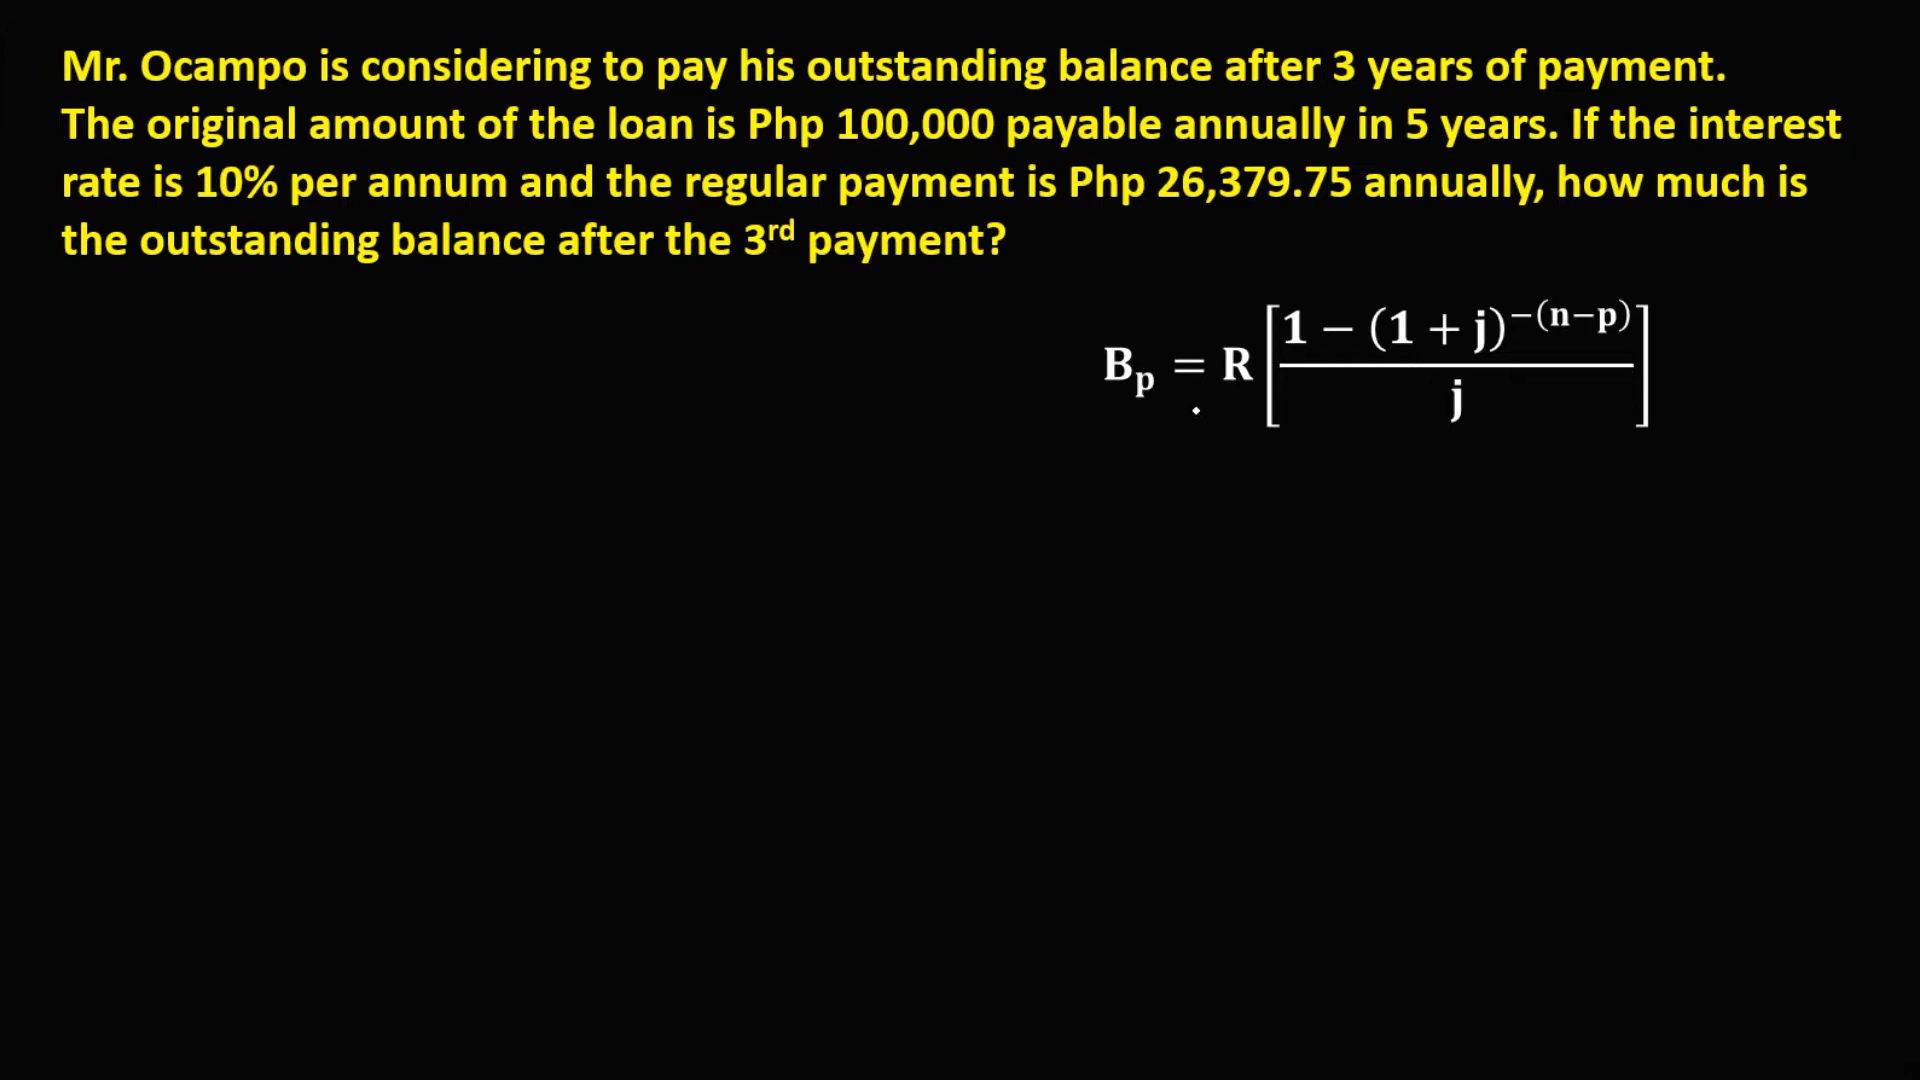 Mr. Ocampo is considering to pay his outstanding balance after 3 years of payment.
The original amount of the loan is Php 100,000 payable annually in 5 years. If the interest
rate is 10% per annum and the regular payment is Php 26,379.75 annually, how much is
the outstanding balance after the 3rd payment?
B_p = R [ (1 − (1 + j)^−(n−p)) / j ]